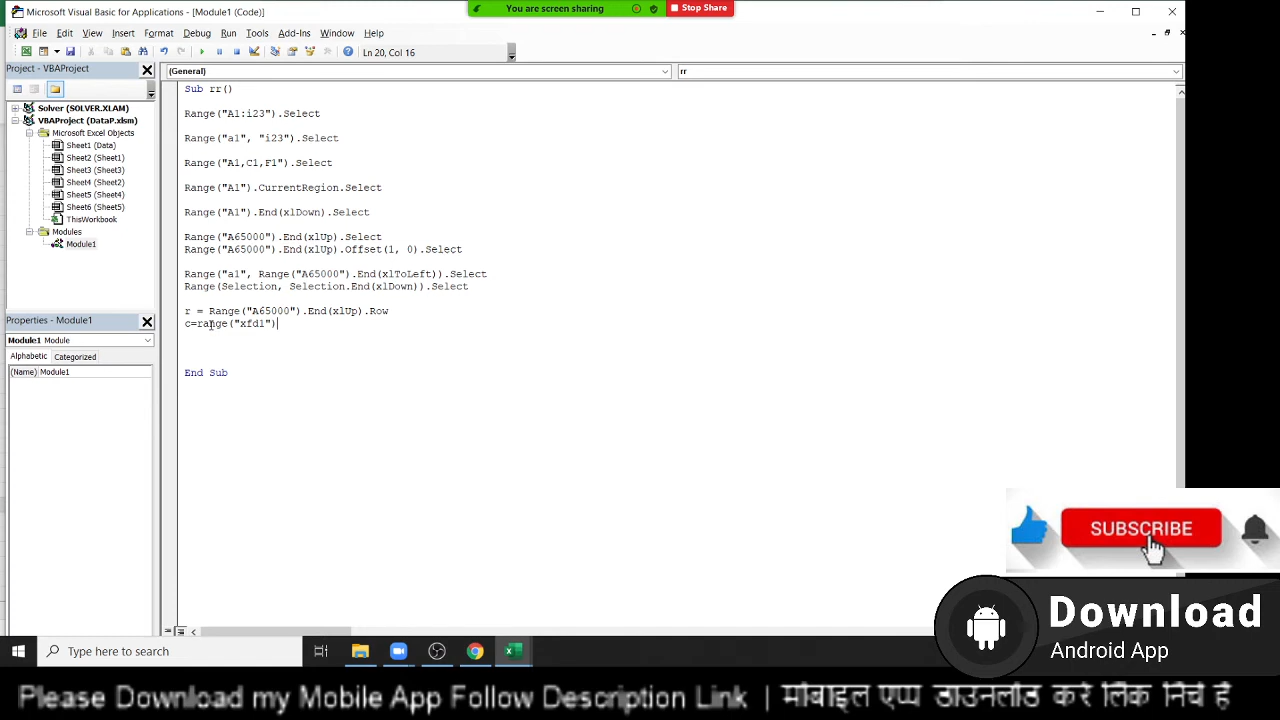 Microsoft Visual Basic for Applications - [Module1 (Code)]
You are screen sharing
Stop Share
File Edit View Insert Format Debug Run Tools Add-Ins Window Help
Ln 20, Col 16
Project - VBAProject
(General)
rr
Solver (SOLVER.XLAM)
VBAProject (DataP.xlsm)
Microsoft Excel Objects
Sheet1 (Data)
Sheet2 (Sheet1)
Sheet3 (Sheet3)
Sheet4 (Sheet2)
Sheet5 (Sheet4)
Sheet6 (Sheet5)
ThisWorkbook
Modules
Module1
Properties - Module1
Module1 Module
Alphabetic Categorized
(Name) Module1
Sub rr()
Range("A1:i23").Select
Range("a1", "i23").Select
Range("A1,C1,F1").Select
Range("A1").CurrentRegion.Select
Range("A1").End(xlDown).Select
Range("A65000").End(xlUp).Select
Range("A65000").End(xlUp).Offset(1, 0).Select
Range("a1", Range("A65000").End(xlToLeft)).Select
Range(Selection, Selection.End(xlDown)).Select
r = Range("A65000").End(xlUp).Row
c=range("xfd1")
End Sub
SUBSCRIBE
Download
Android App
Type here to search
Please Download my Mobile App Follow Description Link | मोबाइल एप्प डाउनलोड करे लिंक निचे है